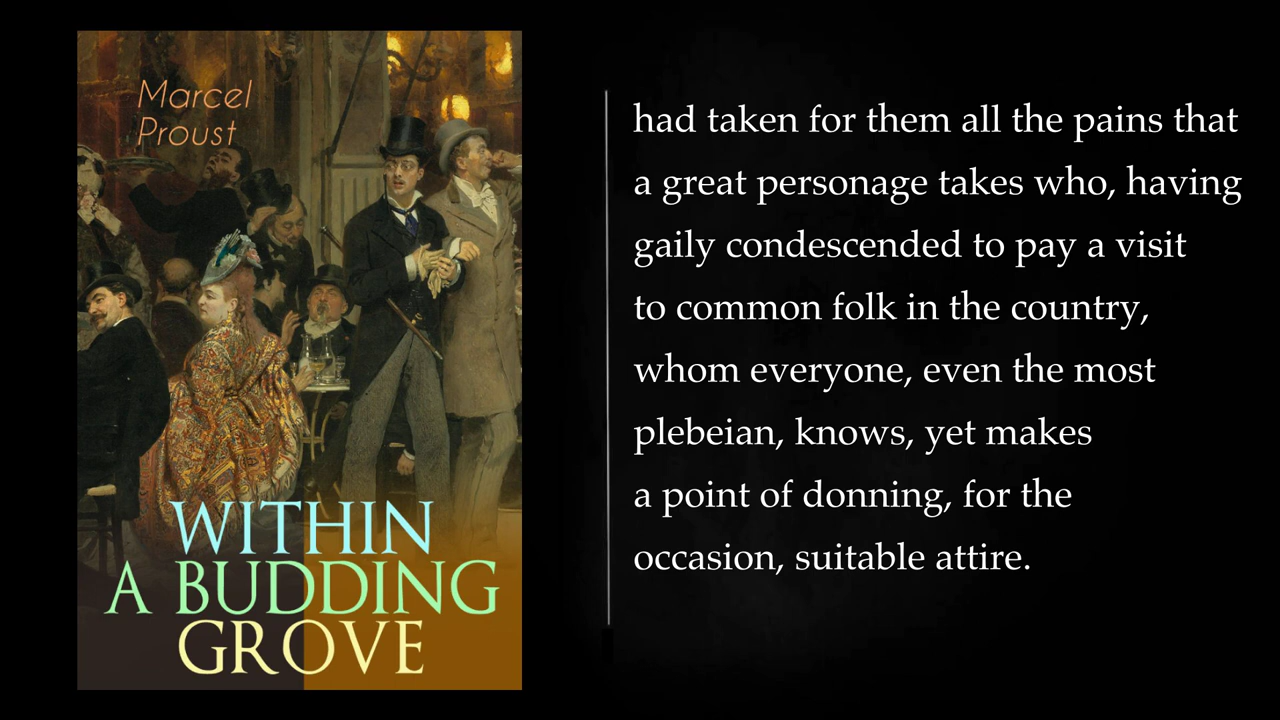 Marcel
Proust
WITHIN
A BUDDING
GROVE
had taken for them all the pains that
a great personage takes who, having
gaily condescended to pay a visit
to common folk in the country,
whom everyone, even the most
plebeian, knows, yet makes
a point of donning, for the
occasion, suitable attire.